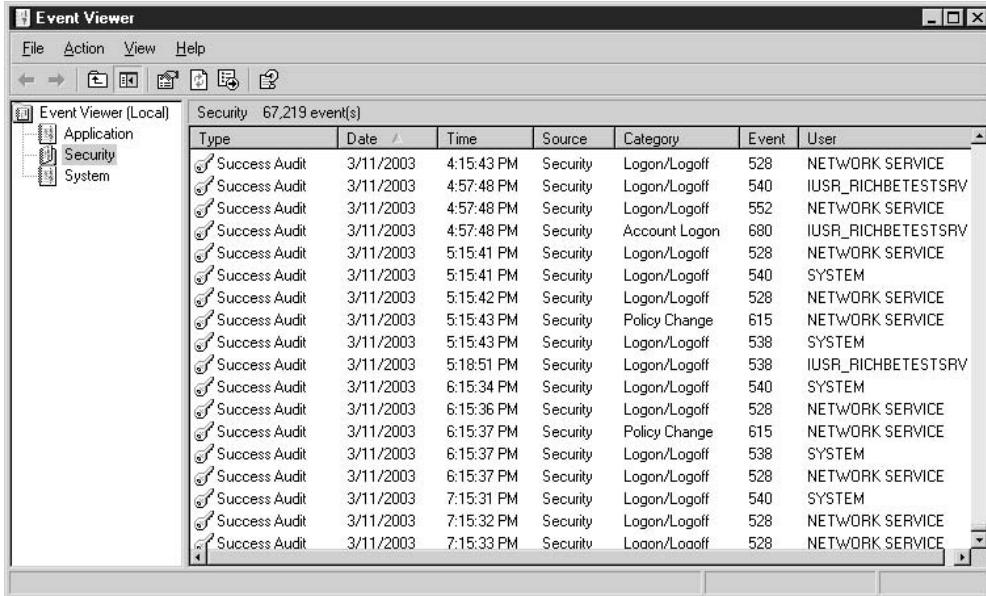 Event Viewer
File Action View Help
Event Viewer (Local)
Application
Security
System
Security 67,219 event(s)
Type Date Time Source Category Event User
Success Audit 3/11/2003 4:15:43 PM Security Logon/Logoff 528 NETWORK SERVICE
Success Audit 3/11/2003 4:57:48 PM Security Logon/Logoff 540 IUSR_RICHBETESTSRV
Success Audit 3/11/2003 4:57:48 PM Security Logon/Logoff 552 NETWORK SERVICE
Success Audit 3/11/2003 4:57:48 PM Security Account Logon 680 IUSR_RICHBETESTSRV
Success Audit 3/11/2003 5:15:41 PM Security Logon/Logoff 528 NETWORK SERVICE
Success Audit 3/11/2003 5:15:41 PM Security Logon/Logoff 540 SYSTEM
Success Audit 3/11/2003 5:15:42 PM Security Logon/Logoff 528 NETWORK SERVICE
Success Audit 3/11/2003 5:15:43 PM Security Policy Change 615 NETWORK SERVICE
Success Audit 3/11/2003 5:15:43 PM Security Logon/Logoff 538 SYSTEM
Success Audit 3/11/2003 5:18:51 PM Security Logon/Logoff 538 IUSR_RICHBETESTSRV
Success Audit 3/11/2003 6:15:34 PM Security Logon/Logoff 540 SYSTEM
Success Audit 3/11/2003 6:15:36 PM Security Logon/Logoff 528 NETWORK SERVICE
Success Audit 3/11/2003 6:15:37 PM Security Policy Change 615 NETWORK SERVICE
Success Audit 3/11/2003 6:15:37 PM Security Logon/Logoff 538 SYSTEM
Success Audit 3/11/2003 6:15:37 PM Security Logon/Logoff 528 NETWORK SERVICE
Success Audit 3/11/2003 7:15:31 PM Security Logon/Logoff 540 SYSTEM
Success Audit 3/11/2003 7:15:32 PM Security Logon/Logoff 528 NETWORK SERVICE
Success Audit 3/11/2003 7:15:33 PM Security Logon/Logoff 528 NETWORK SERVICE